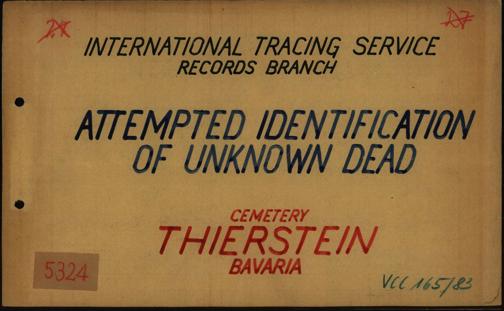 INTERNATIONAL TRACING SERVICE
RECORDS BRANCH
ATTEMPTED IDENTIFICATION
OF UNKNOWN DEAD
CEMETERY
THIERSTEIN
BAVARIA
5324
VCC 165/83